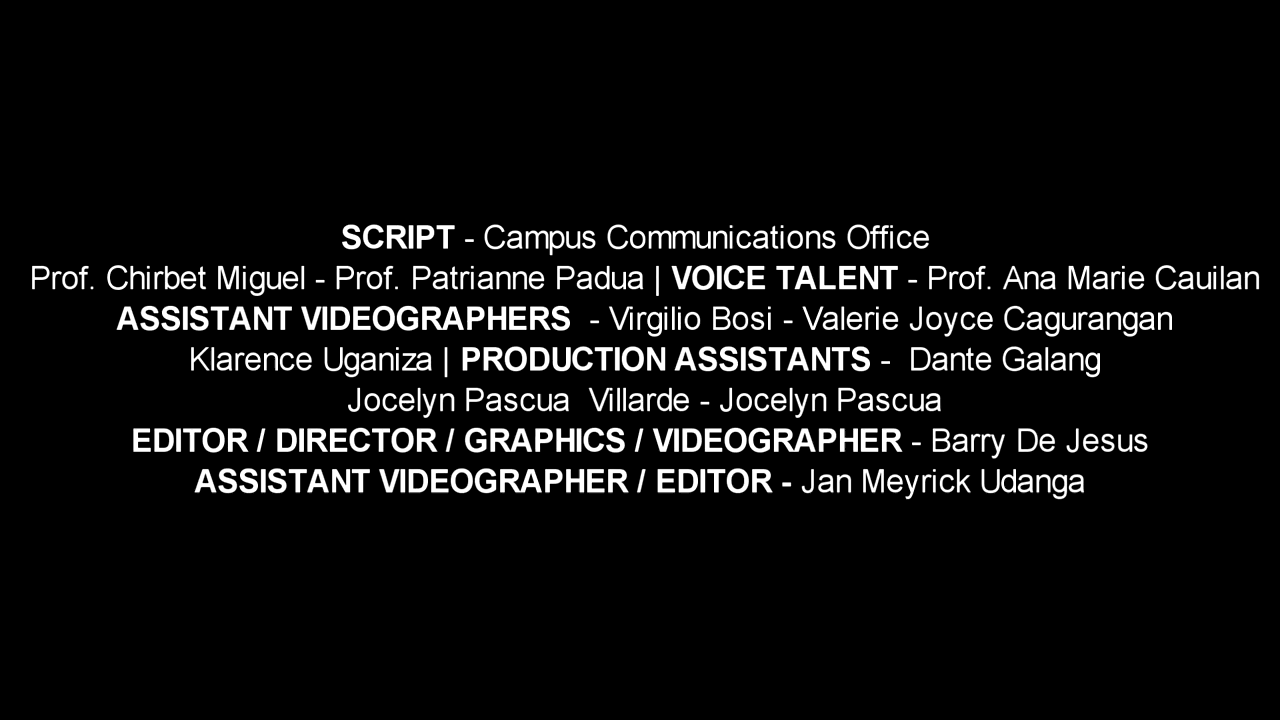 SCRIPT - Campus Communications Office
Prof. Chirbet Miguel - Prof. Patrianne Padua | VOICE TALENT - Prof. Ana Marie Cauilan
ASSISTANT VIDEOGRAPHERS  - Virgilio Bosi - Valerie Joyce Cagurangan
Klarence Uganiza | PRODUCTION ASSISTANTS -  Dante Galang
Jocelyn Pascua  Villarde - Jocelyn Pascua
EDITOR / DIRECTOR / GRAPHICS / VIDEOGRAPHER - Barry De Jesus
ASSISTANT VIDEOGRAPHER / EDITOR - Jan Meyrick Udanga